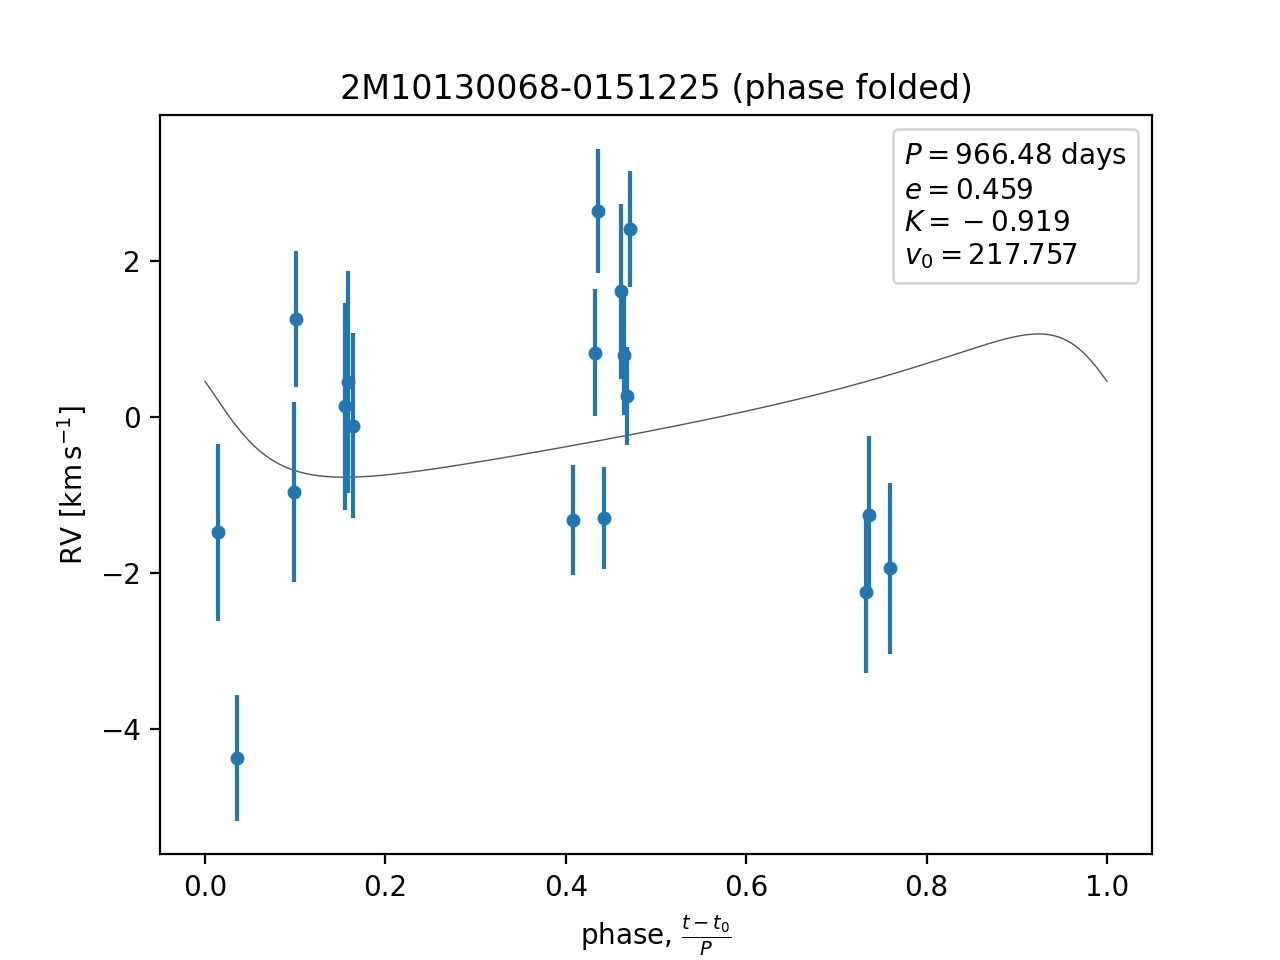 2M10130068-0151225 (phase folded)
P = 966.48 days
e = 0.459
K = −0.919
v₀ = 217.757
2
0
−2
−4
RV [km s⁻¹]
0.0 0.2 0.4 0.6 0.8 1.0
phase, (t − t₀)/P